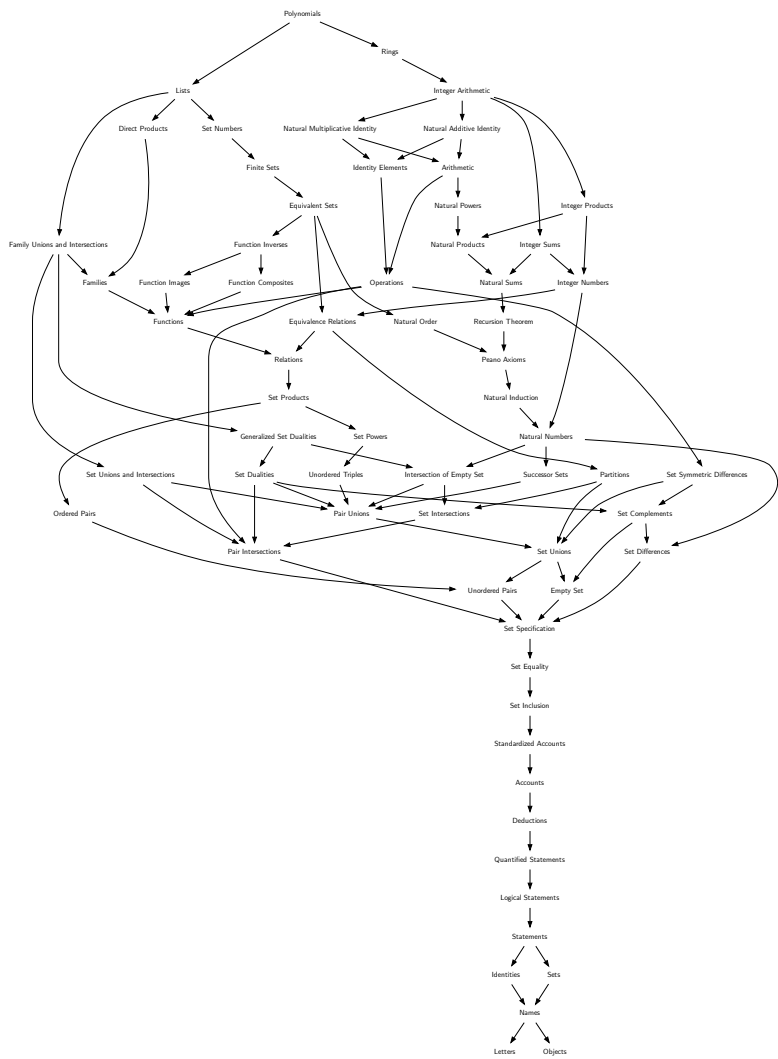 Polynomials
Rings
Lists
Integer Arithmetic
Direct Products
Set Numbers
Natural Multiplicative Identity
Natural Additive Identity
Finite Sets
Identity Elements
Arithmetic
Equivalent Sets
Natural Powers
Integer Products
Family Unions and Intersections
Function Inverses
Natural Products
Integer Sums
Families
Function Images
Function Composites
Operations
Natural Sums
Integer Numbers
Functions
Equivalence Relations
Natural Order
Recursion Theorem
Relations
Peano Axioms
Set Products
Natural Induction
Generalized Set Dualities
Set Powers
Natural Numbers
Set Unions and Intersections
Set Dualities
Unordered Triples
Intersection of Empty Set
Successor Sets
Partitions
Set Symmetric Differences
Ordered Pairs
Pair Unions
Set Intersections
Set Complements
Pair Intersections
Set Unions
Set Differences
Unordered Pairs
Empty Set
Set Specification
Set Equality
Set Inclusion
Standardized Accounts
Accounts
Deductions
Quantified Statements
Logical Statements
Statements
Identities
Sets
Names
Letters
Objects